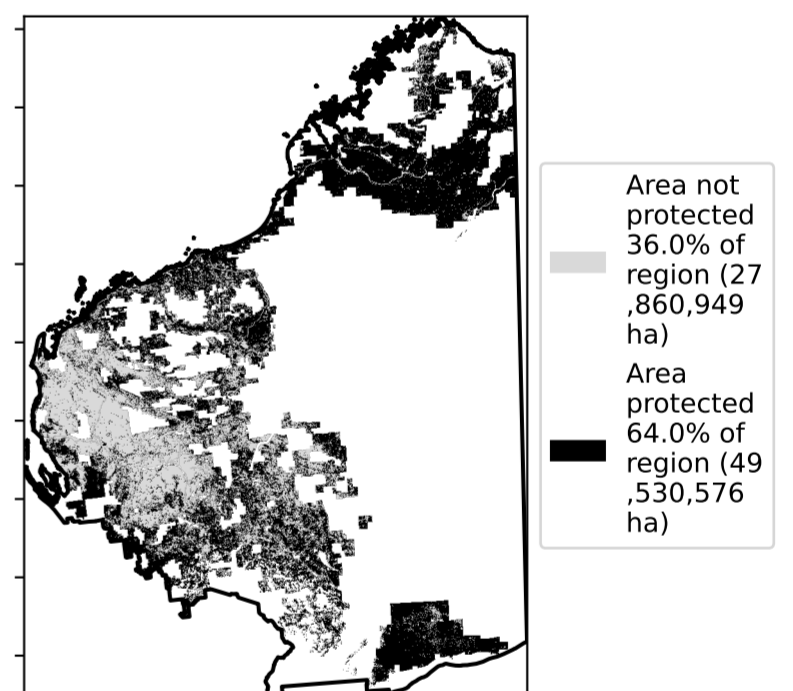 Area not
protected
36.0% of
region (27
,860,949
ha)
Area
protected
64.0% of
region (49
,530,576
ha)